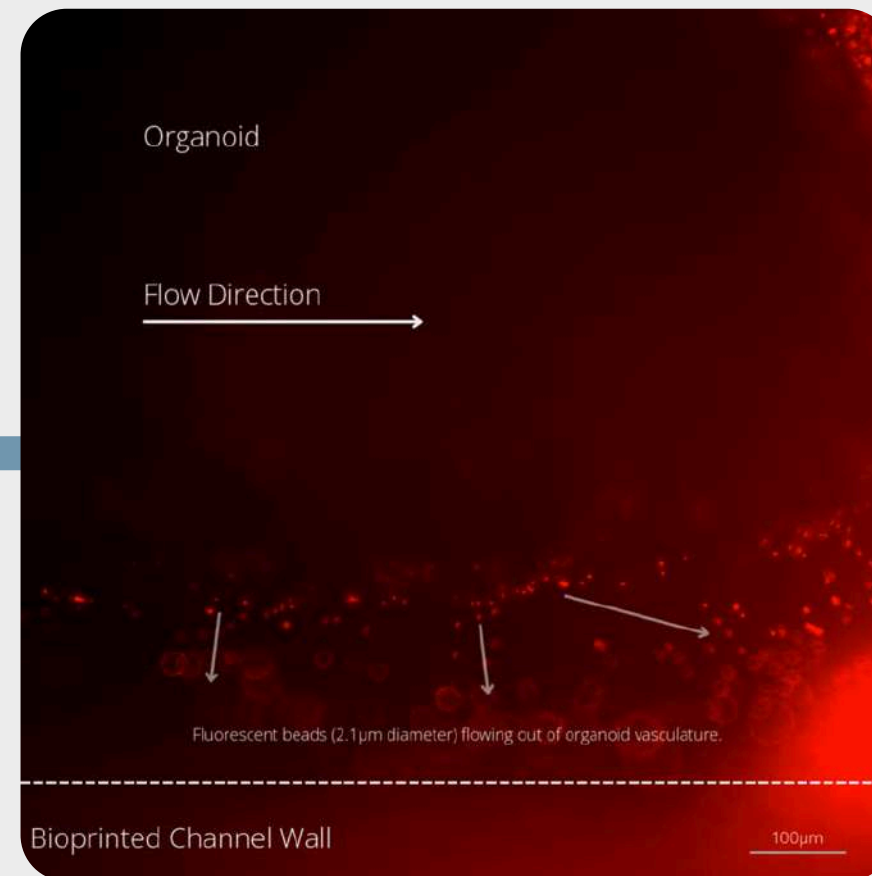 Organoid
Flow Direction
Fluorescent beads (2.1μm diameter) flowing out of organoid vasculature.
Bioprinted Channel Wall
100μm